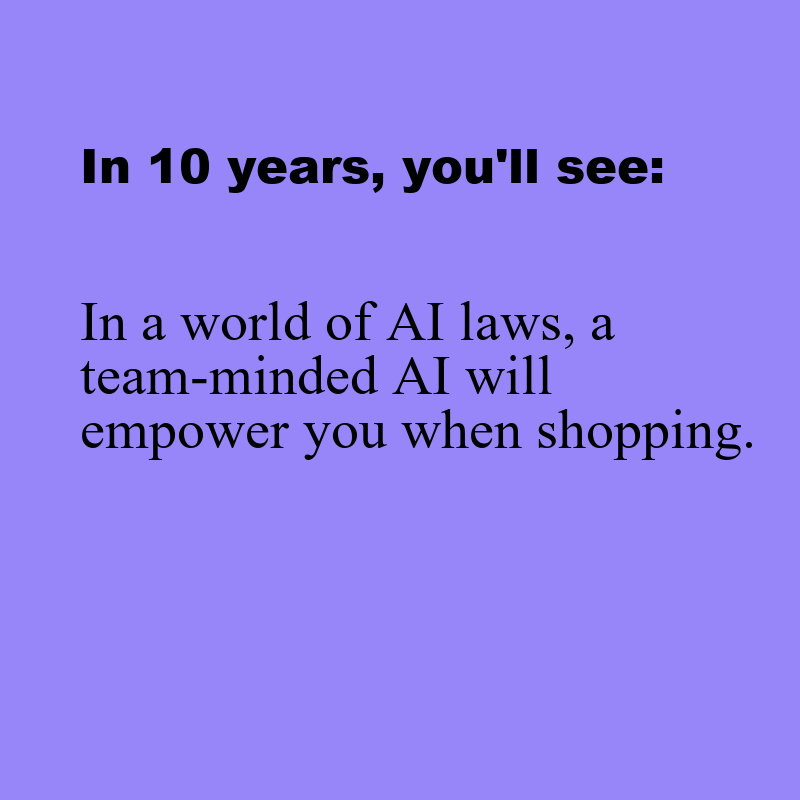 In 10 years, you'll see:
In a world of AI laws, a
team-minded AI will
empower you when shopping.